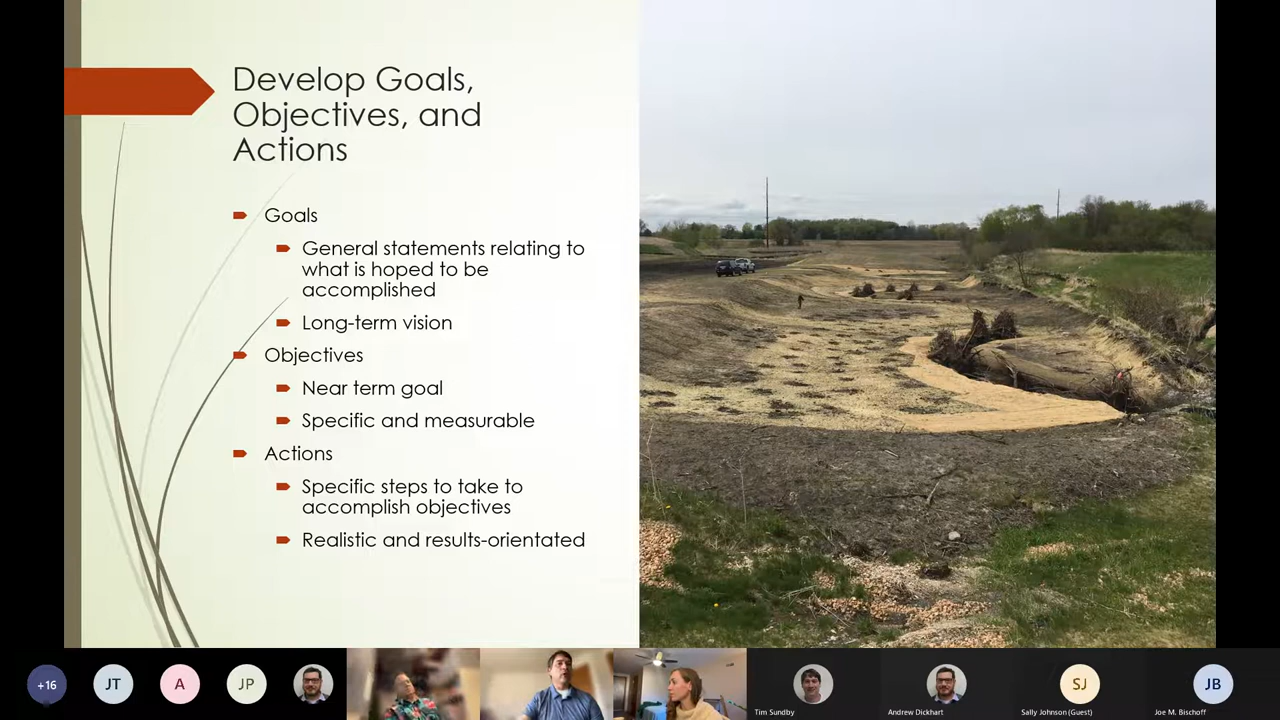 Develop Goals,
Objectives, and
Actions
Goals
General statements relating to
what is hoped to be
accomplished
Long-term vision
Objectives
Near term goal
Specific and measurable
Actions
Specific steps to take to
accomplish objectives
Realistic and results-orientated
+16
JT
A
JP
SJ
JB
Tim Sundby
Andrew Dickhart
Sally Johnson (Guest)
Joe M. Bischoff